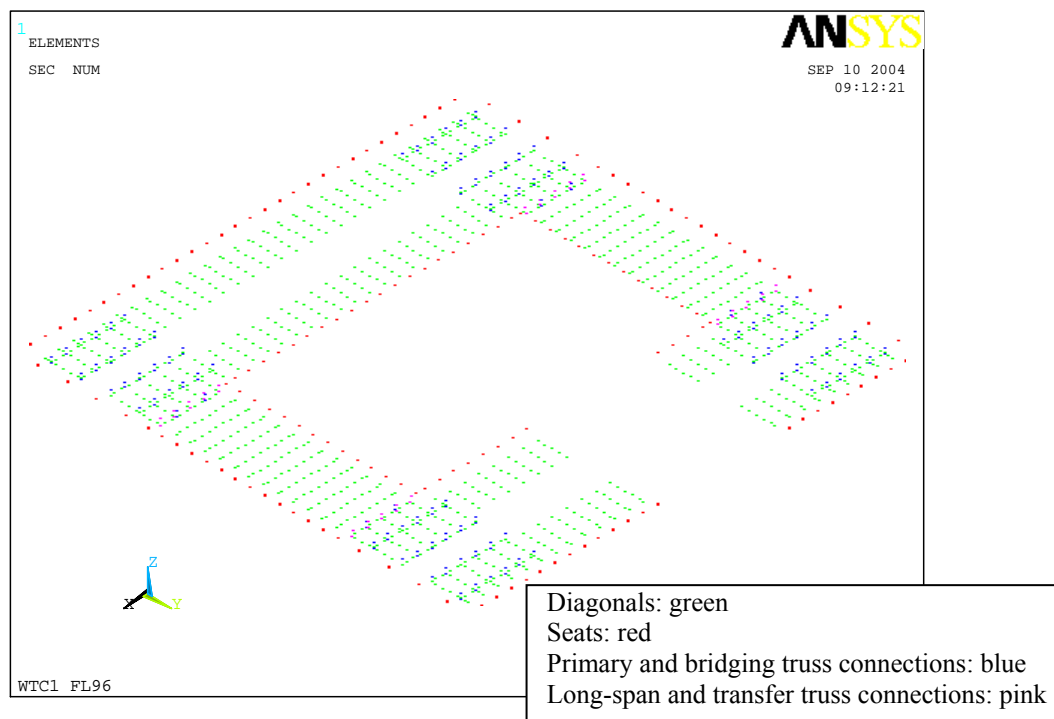 1
ELEMENTS
SEC NUM
ANSYS
SEP 10 2004
09:12:21
Z
X
Y
WTC1 FL96
Diagonals: green
Seats: red
Primary and bridging truss connections: blue
Long-span and transfer truss connections: pink